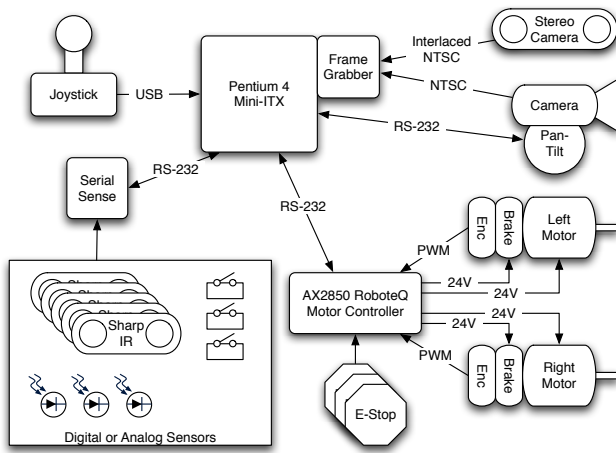 Stereo
Camera
Interlaced
NTSC
Frame
Grabber
Pentium 4
Mini-ITX
Joystick
USB
NTSC
Camera
RS-232
Pan-
Tilt
RS-232
Serial
Sense
RS-232
Enc
Brake
Left
Motor
PWM
24V
24V
AX2850 RoboteQ
Motor Controller
24V
24V
PWM
Enc
Brake
Right
Motor
E-Stop
Sharp
IR
Digital or Analog Sensors